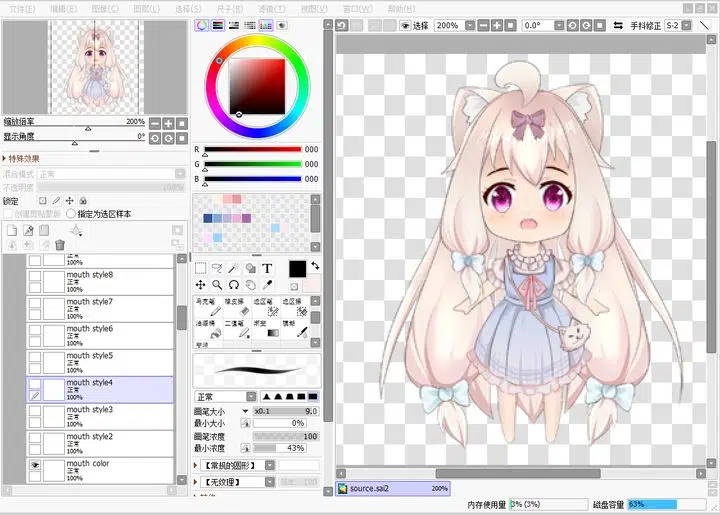 文件(F) 编辑(E) 图像(C) 图层(L) 选择(S) 尺子(R) 滤镜(T) 视图(V) 窗口(W) 帮助(H)
选择 200% 0.0° 手抖修正 S-2
缩放倍率 200%
显示角度 0°
特殊效果
混合模式 正常
不透明度 100%
锁定
创建剪贴蒙版 指定为选区样本
mouth style8
正常
100%
mouth style7
正常
100%
mouth style6
正常
100%
mouth style5
正常
100%
mouth style4
正常
100%
mouth style3
正常
100%
mouth style2
正常
100%
mouth color
正常
100%
R 000
G 000
B 000
T
马克笔 橡皮擦 选区笔 选区擦
油漆桶 二值笔 渐变
正常
画笔大小 x0.1 9.0
最小大小 0%
画笔浓度 100
最小浓度 43%
【常规的圆形】
【无纹理】 100
source.sai2 200%
内存使用量 3% (3%) 磁盘容量 63%